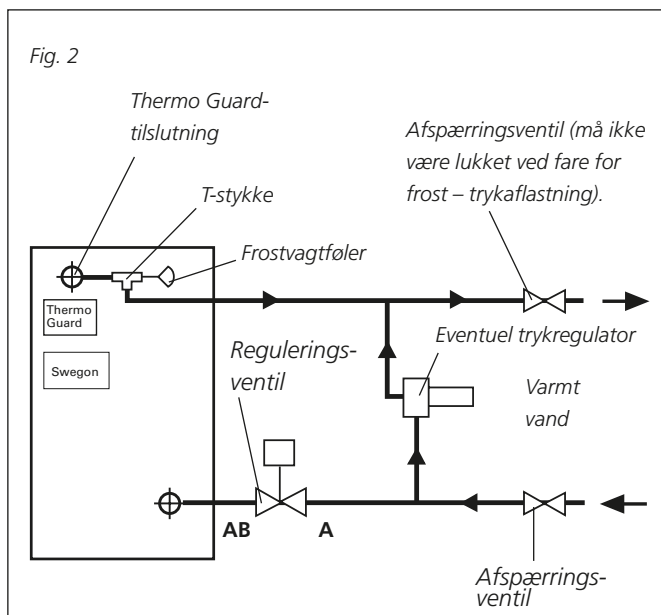 Fig. 2
Thermo Guard-
tilslutning
T-stykke
Frostvagtføler
Afspærringsventil (må ikke
være lukket ved fare for
frost – trykaflastning).
Thermo
Guard
Swegon
Regulerings-
ventil
Eventuel trykregulator
Varmt
vand
AB
A
Afspærrings-
ventil